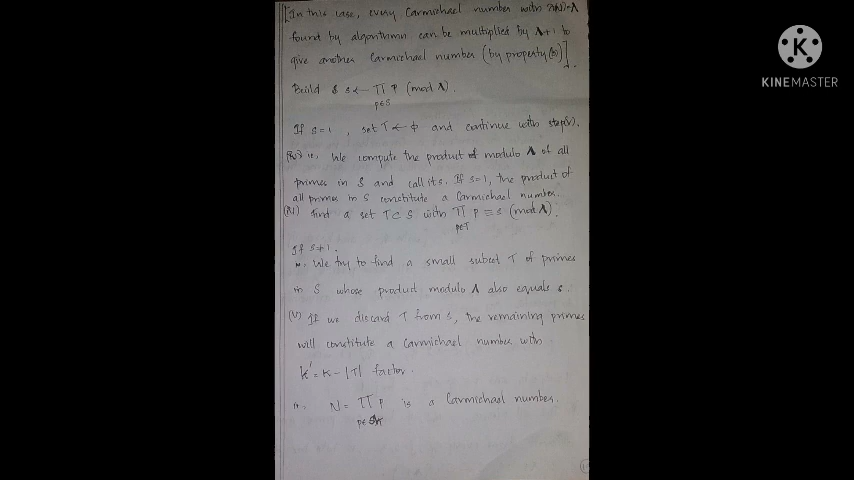 [In this case, every Carmichael number with λ(N)=Λ
found by algorithmn can be multiplied by Λ+1 to
give another Carmichael number (by property(3))].
Build s ← ∏ p (mod Λ).
p∈S
If s=1, set T ← ϕ and continue with step(V).
i.e. We compute the product of modulo Λ of all
primes in S and call it s. If s=1, the product of
all primes in S constitute a Carmichael number.
(IV) Find a set T⊂S with ∏ p ≡ s (mod Λ).
p∈T
If s≠1.
We try to find a small subset T of primes
in S whose product modulo Λ also equals s.
(V) If we discard T from S, the remaining primes
will constitute a Carmichael number with
k' = k - |T| factor.
N = ∏ p is a Carmichael number.
K
KINEMASTER